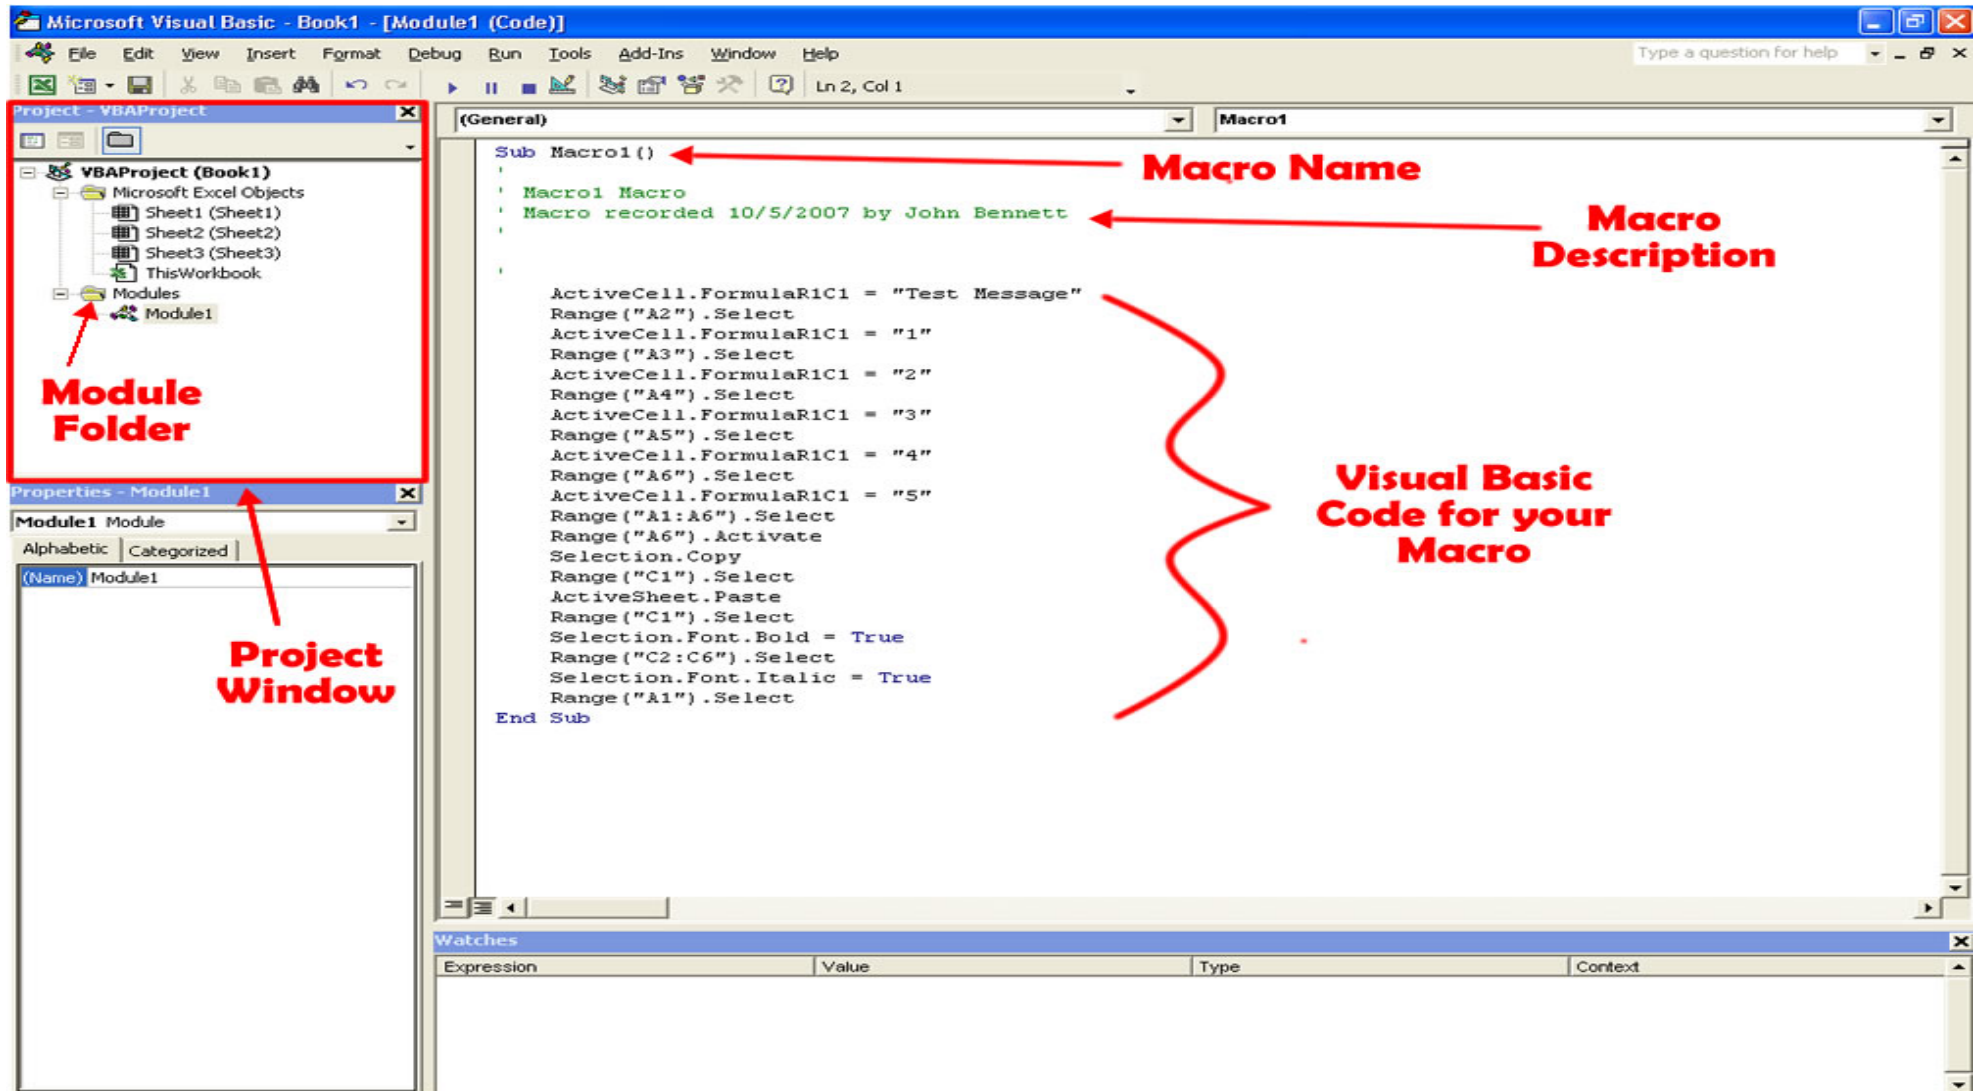 Microsoft Visual Basic - Book1 - [Module1 (Code)]
File Edit View Insert Format Debug Run Tools Add-Ins Window Help
Type a question for help
Ln 2, Col 1
Project - VBAProject
VBAProject (Book1)
Microsoft Excel Objects
Sheet1 (Sheet1)
Sheet2 (Sheet2)
Sheet3 (Sheet3)
ThisWorkbook
Modules
Module1
Module
Folder
Properties - Module1
Module1 Module
Alphabetic Categorized
(Name) Module1
Project
Window
(General) Macro1
Sub Macro1()
'
' Macro1 Macro
' Macro recorded 10/5/2007 by John Bennett
'
'
ActiveCell.FormulaR1C1 = "Test Message"
Range("A2").Select
ActiveCell.FormulaR1C1 = "1"
Range("A3").Select
ActiveCell.FormulaR1C1 = "2"
Range("A4").Select
ActiveCell.FormulaR1C1 = "3"
Range("A5").Select
ActiveCell.FormulaR1C1 = "4"
Range("A6").Select
ActiveCell.FormulaR1C1 = "5"
Range("A1:A6").Select
Range("A6").Activate
Selection.Copy
Range("C1").Select
ActiveSheet.Paste
Range("C1").Select
Selection.Font.Bold = True
Range("C2:C6").Select
Selection.Font.Italic = True
Range("A1").Select
End Sub
Macro Name
Macro
Description
Visual Basic
Code for your
Macro
Watches
Expression Value Type Context